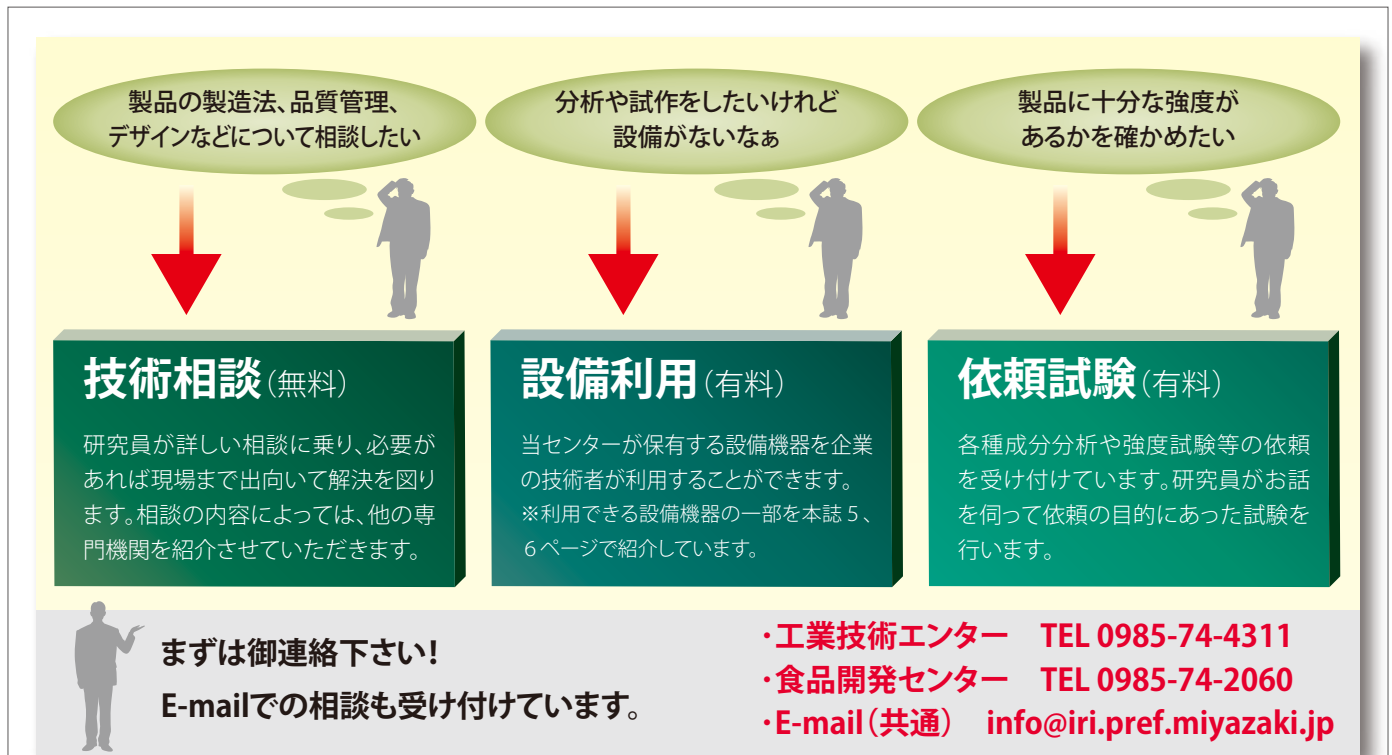 製品の製造法、品質管理、
デザインなどについて相談したい
分析や試作をしたいけれど
設備がないなぁ
製品に十分な強度が
あるかを確かめたい
技術相談(無料)
研究員が詳しい相談に乗り、必要が
あれば現場まで出向いて解決を図り
ます。相談の内容によっては、他の専
門機関を紹介させていただきます。
設備利用(有料)
当センターが保有する設備機器を企業
の技術者が利用することができます。
※利用できる設備機器の一部を本誌５、
６ページで紹介しています。
依頼試験(有料)
各種成分分析や強度試験等の依頼
を受け付けています。研究員がお話
を伺って依頼の目的にあった試験を
行います。
まずは御連絡下さい!
E-mailでの相談も受け付けています。
・工業技術エンター　TEL 0985-74-4311
・食品開発センター　TEL 0985-74-2060
・E-mail(共通)　info@iri.pref.miyazaki.jp